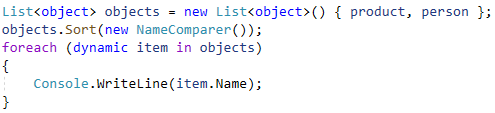 List<object> objects = new List<object>() { product, person };
objects.Sort(new NameComparer());
foreach (dynamic item in objects)
{
    Console.WriteLine(item.Name);
}